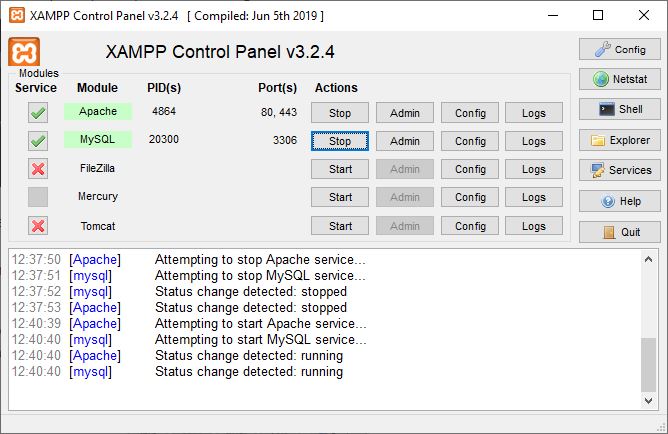 XAMPP Control Panel v3.2.4 [ Compiled: Jun 5th 2019 ]
XAMPP Control Panel v3.2.4
Config
Modules
Service Module PID(s) Port(s) Actions
Netstat
Apache 4864 80, 443 Stop Admin Config Logs
Shell
MySQL 20300 3306 Stop Admin Config Logs
Explorer
FileZilla Start Admin Config Logs
Services
Mercury Start Admin Config Logs
Help
Tomcat Start Admin Config Logs
Quit
12:37:50 [Apache] Attempting to stop Apache service...
12:37:51 [mysql] Attempting to stop MySQL service...
12:37:52 [mysql] Status change detected: stopped
12:37:53 [Apache] Status change detected: stopped
12:40:39 [Apache] Attempting to start Apache service...
12:40:40 [mysql] Attempting to start MySQL service...
12:40:40 [Apache] Status change detected: running
12:40:40 [mysql] Status change detected: running